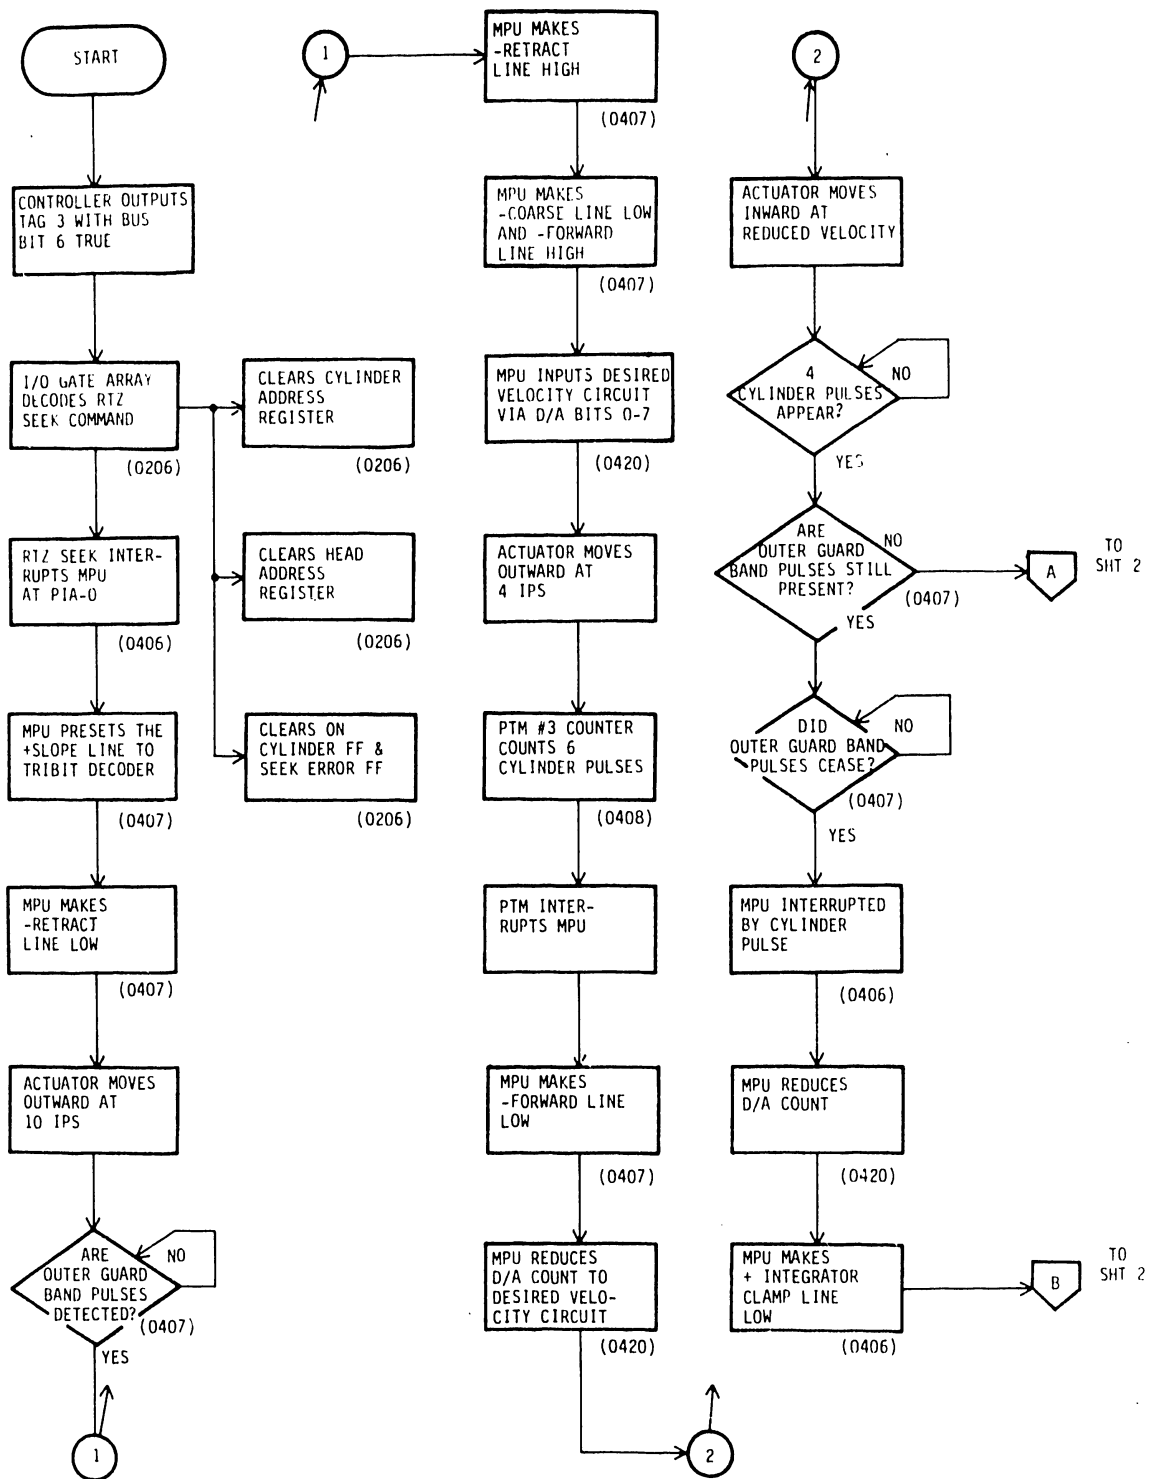 START
CONTROLLER OUTPUTS
TAG 3 WITH BUS
BIT 6 TRUE
I/O GATE ARRAY
DECODES RTZ
SEEK COMMAND
(0206)
CLEARS CYLINDER
ADDRESS
REGISTER
(0206)
RTZ SEEK INTER-
RUPTS MPU
AT PIA-0
(0406)
CLEARS HEAD
ADDRESS
REGISTER
(0206)
MPU PRESETS THE
+SLOPE LINE TO
TRIBIT DECODER
(0407)
CLEARS ON
CYLINDER FF &
SEEK ERROR FF
(0206)
MPU MAKES
-RETRACT
LINE LOW
(0407)
ACTUATOR MOVES
OUTWARD AT
10 IPS
ARE
OUTER GUARD
BAND PULSES
DETECTED?
NO
(0407)
YES
1
1
MPU MAKES
-RETRACT
LINE HIGH
(0407)
MPU MAKES
-COARSE LINE LOW
AND -FORWARD
LINE HIGH
(0407)
MPU INPUTS DESIRED
VELOCITY CIRCUIT
VIA D/A BITS 0-7
(0420)
ACTUATOR MOVES
OUTWARD AT
4 IPS
PTM #3 COUNTER
COUNTS 6
CYLINDER PULSES
(0408)
PTM INTER-
RUPTS MPU
MPU MAKES
-FORWARD LINE
LOW
(0407)
MPU REDUCES
D/A COUNT TO
DESIRED VELO-
CITY CIRCUIT
(0420)
2
2
ACTUATOR MOVES
INWARD AT
REDUCED VELOCITY
4
CYLINDER PULSES
APPEAR?
NO
YES
ARE
OUTER GUARD
BAND PULSES STILL
PRESENT?
NO
(0407)
YES
A
TO
SHT 2
DID
OUTER GUARD BAND
PULSES CEASE?
NO
(0407)
YES
MPU INTERRUPTED
BY CYLINDER
PULSE
(0406)
MPU REDUCES
D/A COUNT
(0420)
MPU MAKES
+ INTEGRATOR
CLAMP LINE
LOW
(0406)
B
TO
SHT 2